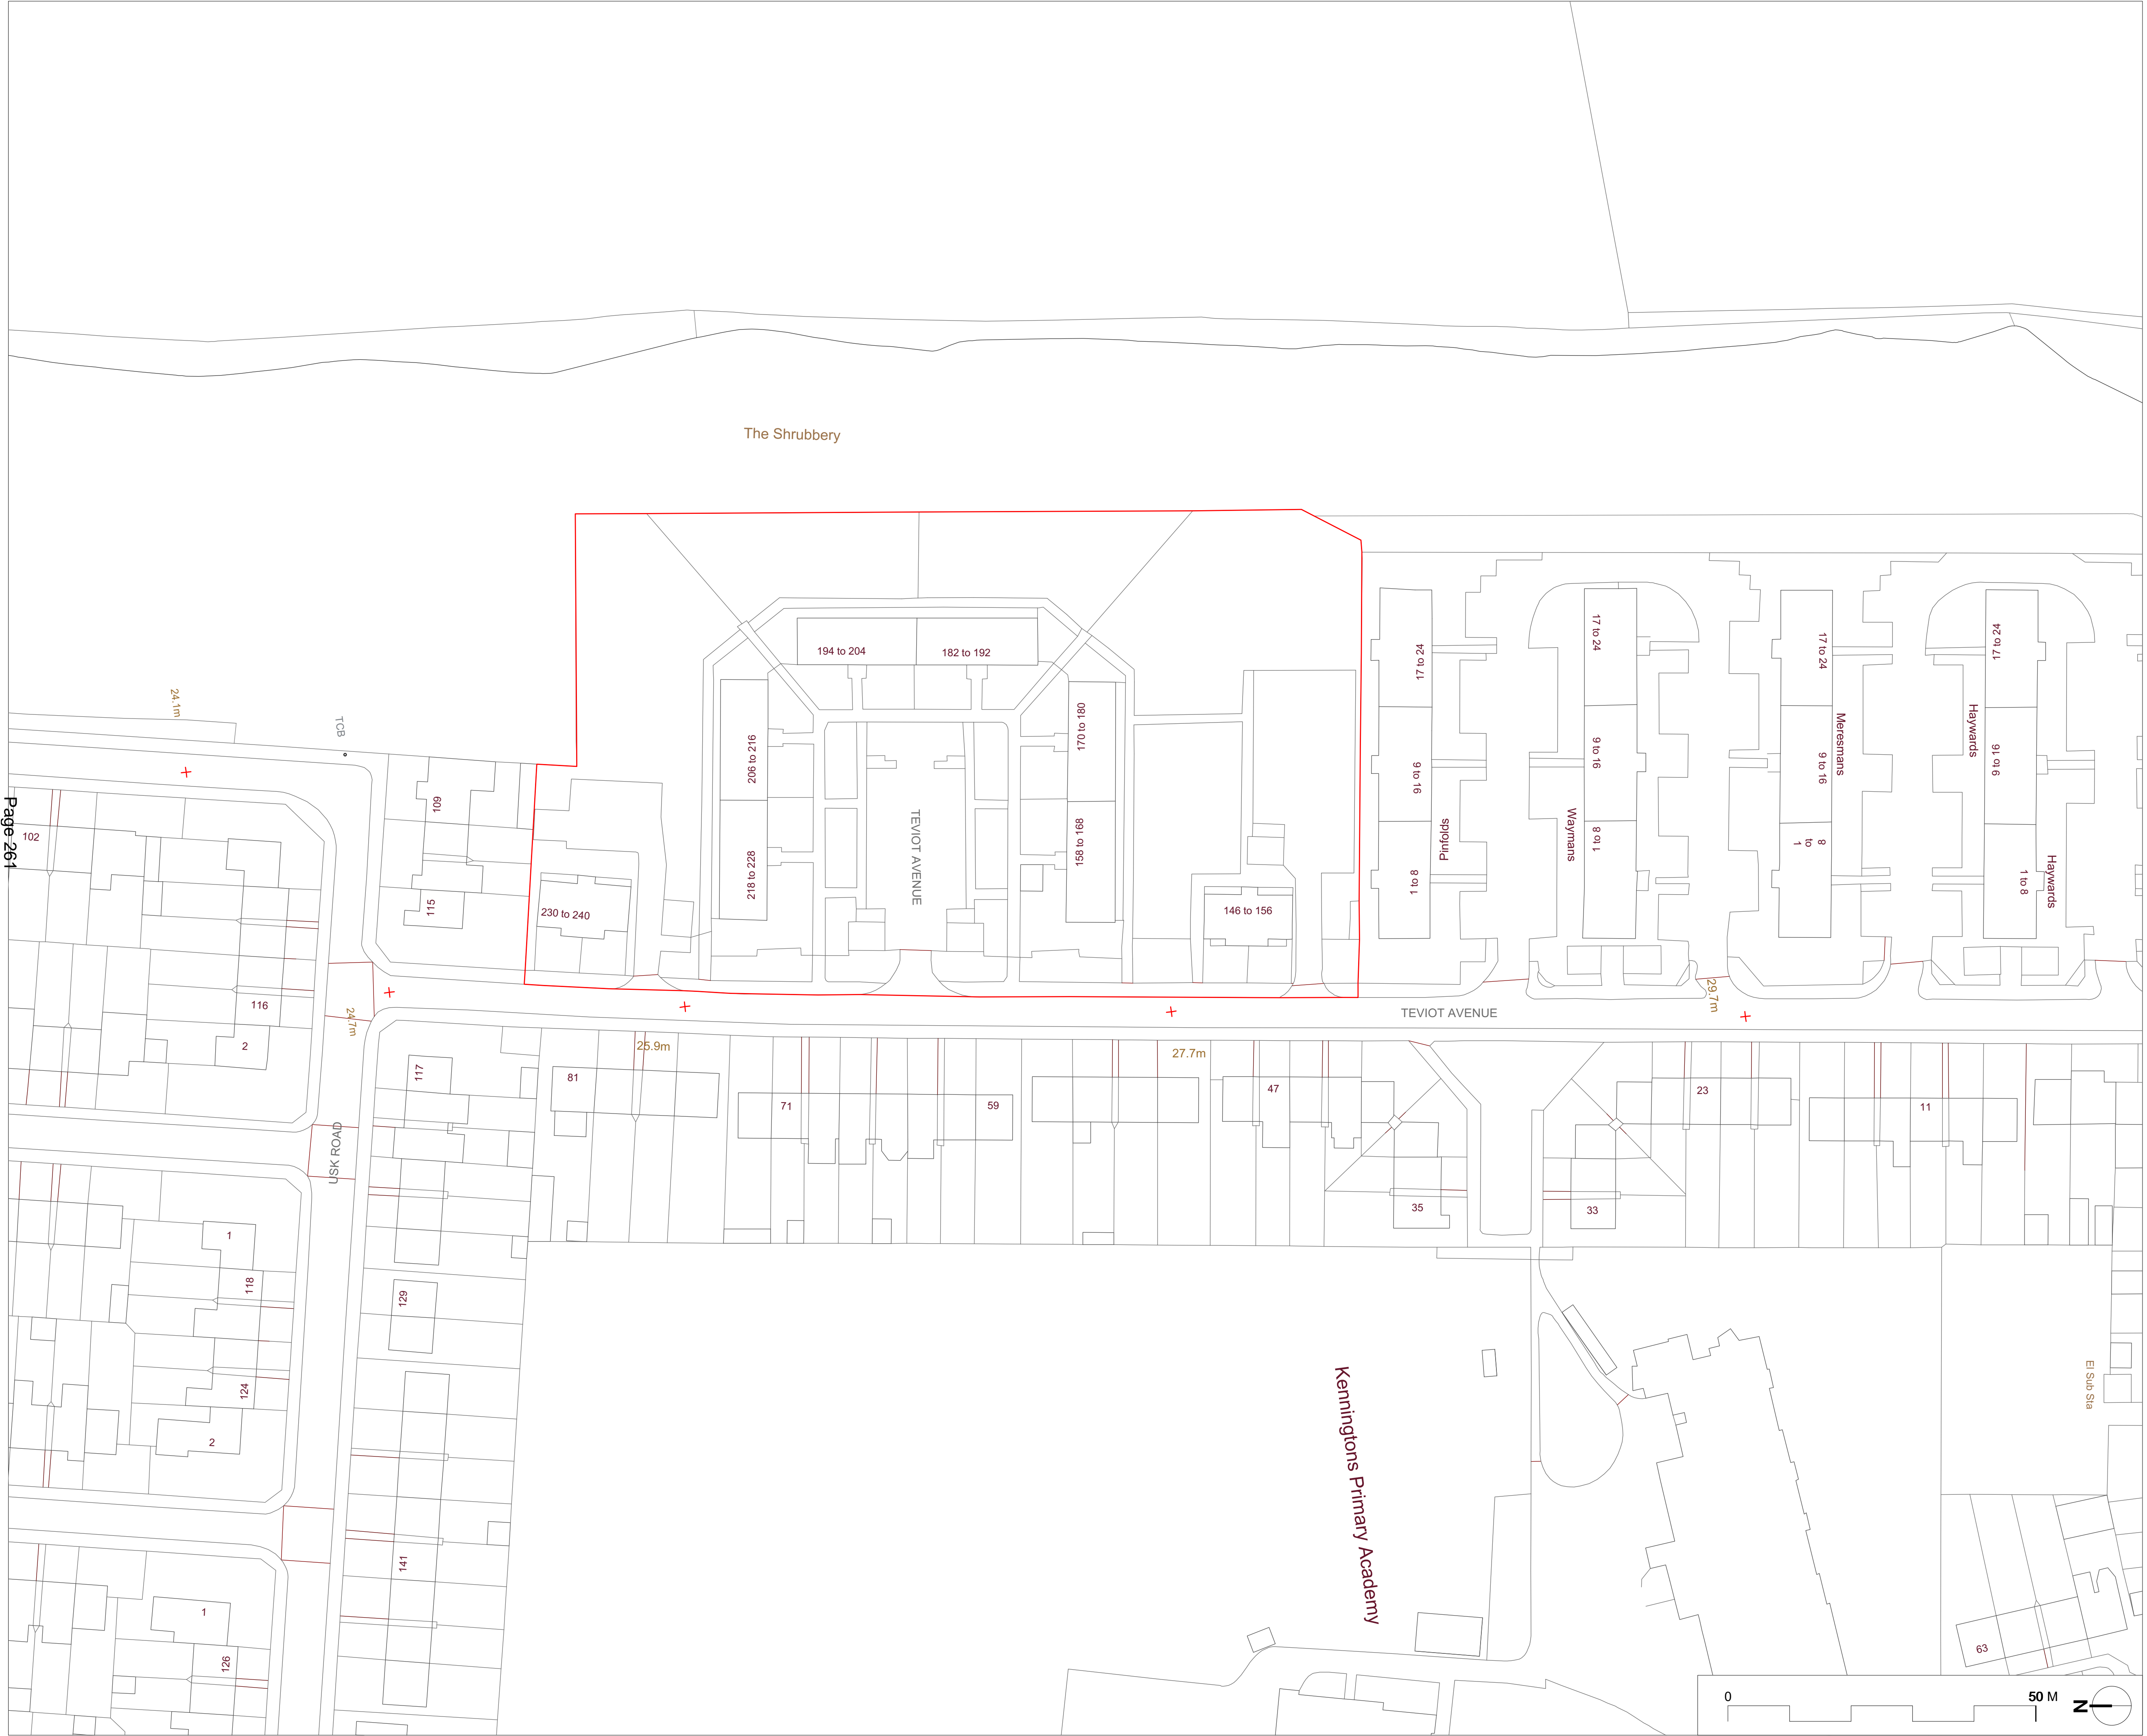 The Shrubbery
24.1m
TCB
109
115
102
116
2
24.7m
194 to 204
182 to 192
206 to 216
218 to 228
170 to 180
158 to 168
TEVIOT AVENUE
230 to 240
146 to 156
17 to 24
9 to 16
1 to 8
Pinfolds
17 to 24
9 to 16
1 to 8
Waymans
17 to 24
9 to 16
8
to
1
Meresmans
17 to 24
9 to 16
1 to 8
Haywards
Haywards
29.7m
TEVIOT AVENUE
Page 261
117
25.9m
81
71
59
27.7m
47
35
33
23
11
USK ROAD
1
118
129
124
2
141
1
126
Kenningtons Primary Academy
El Sub Sta
63
0
50 M
N